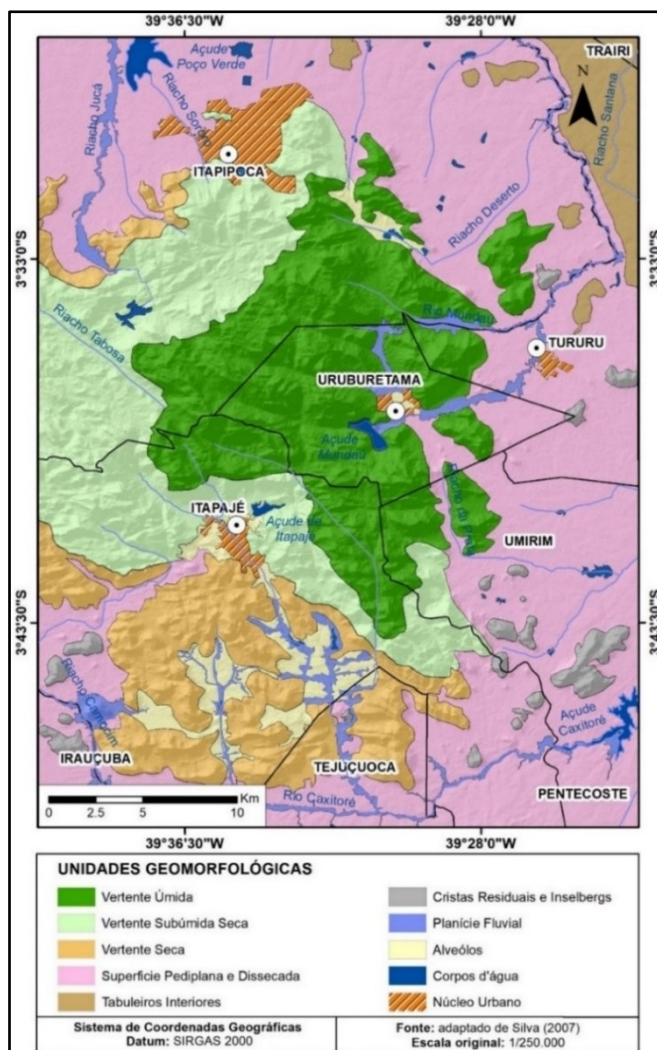 39°36'30"W
39°28'0"W
Açude
Poço Verde
TRAIRI
N
Riacho Jucá
Riacho Sororo
Riacho Santana
ITAPIPOCA
Riacho Deserto
3°33'0"S
3°33'0"S
Riacho Tabosa
Rio Mundaú
TURURU
URUBURETAMA
Açude
Mundaú
ITAPAJÉ
Açude de
Itapajé
UMIRIM
3°43'30"S
3°43'30"S
Açude
Caxitoré
IRAUÇUBA
TEJUÇUOCA
PENTECOSTE
Rio Caxitoré
Km
0 2.5 5 10
39°36'30"W
39°28'0"W
UNIDADES GEOMORFOLÓGICAS
Vertente Úmida
Vertente Subúmida Seca
Vertente Seca
Superfície Pediplana e Dissecada
Tabuleiros Interiores
Cristas Residuais e Inselbergs
Planície Fluvial
Alveólos
Corpos d'água
Núcleo Urbano
Sistema de Coordenadas Geográficas
Datum: SIRGAS 2000
Fonte: adaptado de Silva (2007)
Escala original: 1/250.000